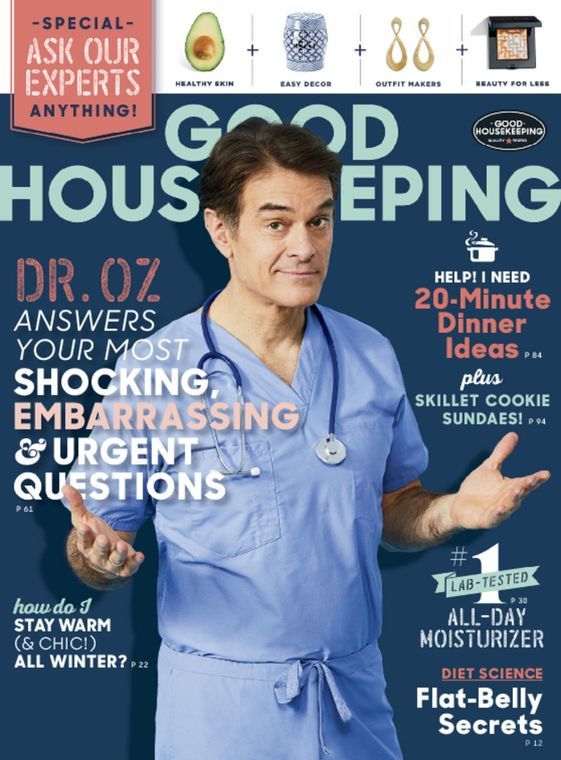 -SPECIAL-
ASK OUR
EXPERTS
ANYTHING!
HEALTHY SKIN
+
EASY DECOR
+
OUTFIT MAKERS
+
BEAUTY FOR LESS
GOOD
HOUSEKEEPING
·GOOD·
HOUSEKEEPING
DR. OZ
ANSWERS
YOUR MOST
SHOCKING,
EMBARRASSING
& URGENT
QUESTIONS
P 61
how do I
STAY WARM
(& CHIC!)
ALL WINTER? P 22
HELP! I NEED
20-Minute
Dinner
Ideas P 84
plus
SKILLET COOKIE
SUNDAES! P 94
#1
LAB-TESTED
P 30
ALL-DAY
MOISTURIZER
DIET SCIENCE
Flat-Belly
Secrets
P 12